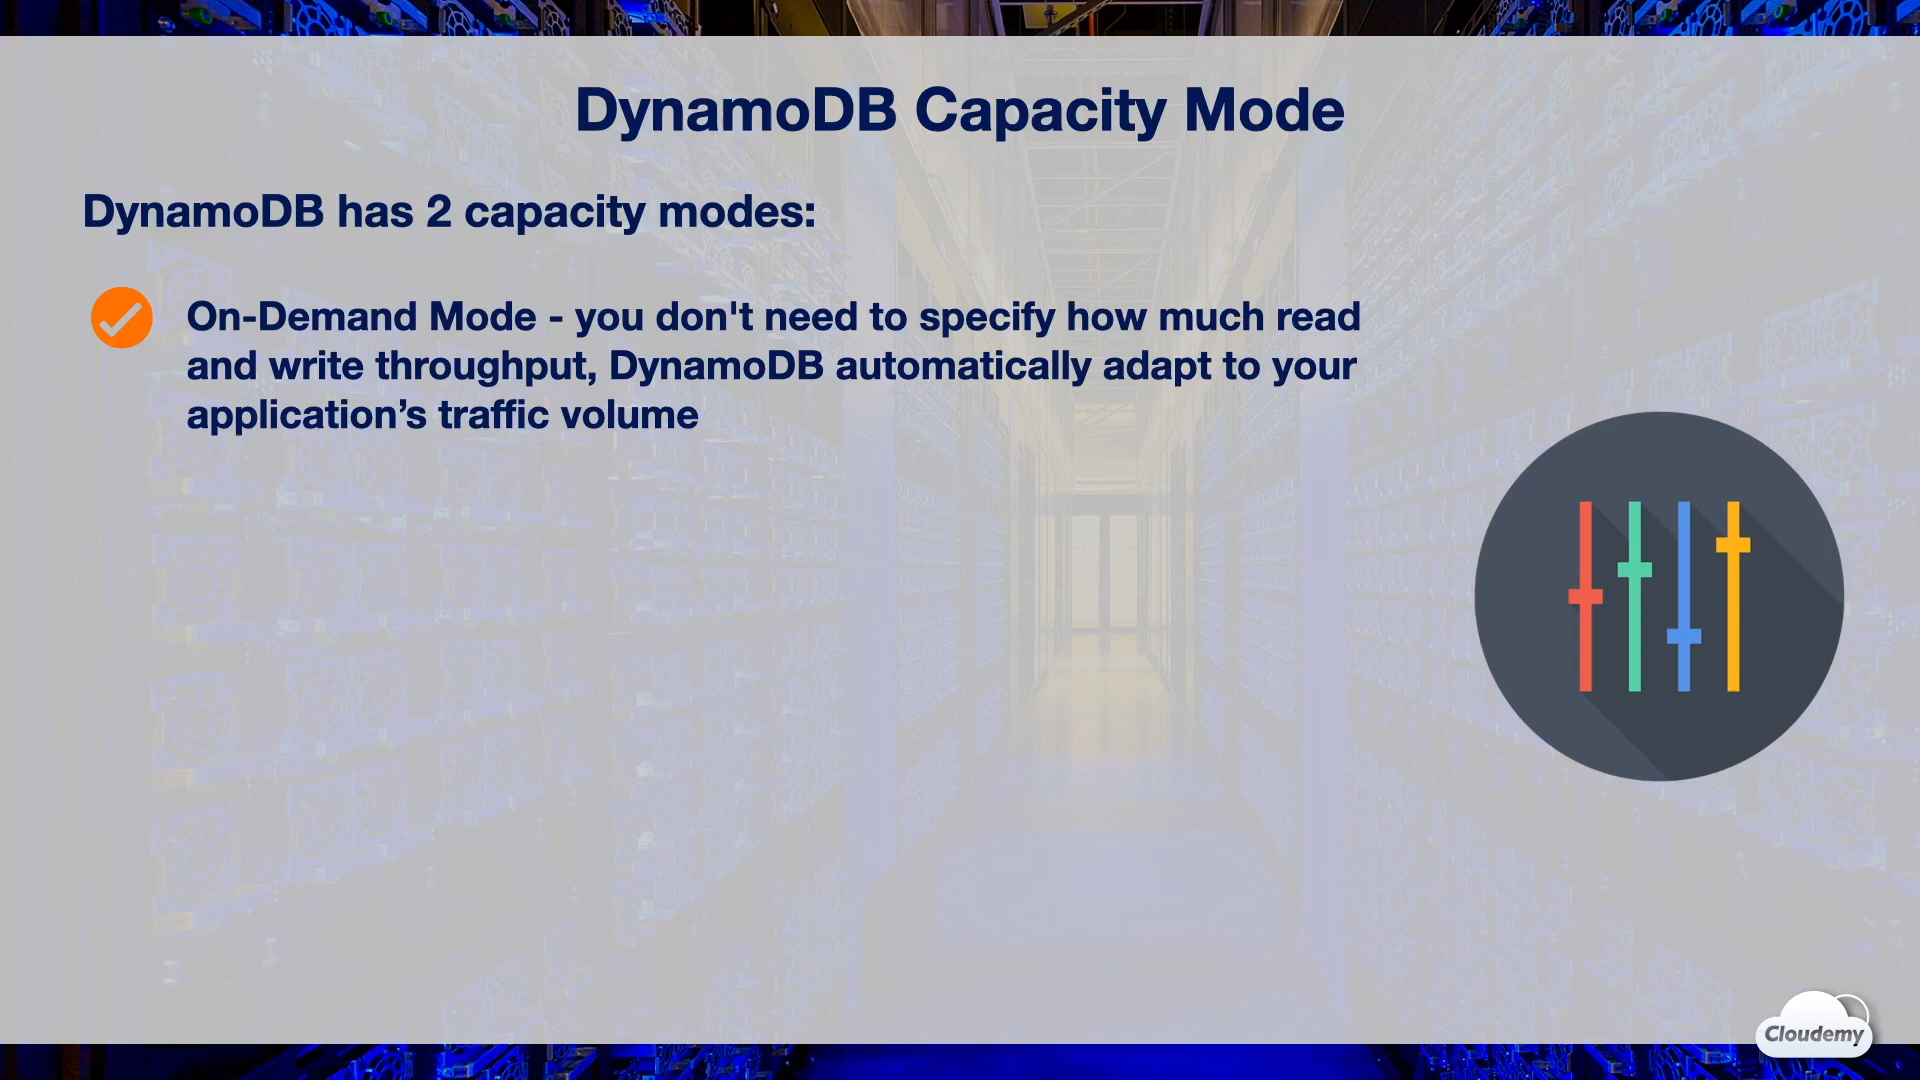 DynamoDB Capacity Mode
DynamoDB has 2 capacity modes:
On-Demand Mode - you don't need to specify how much read
and write throughput, DynamoDB automatically adapt to your
application’s traffic volume
Cloudemy